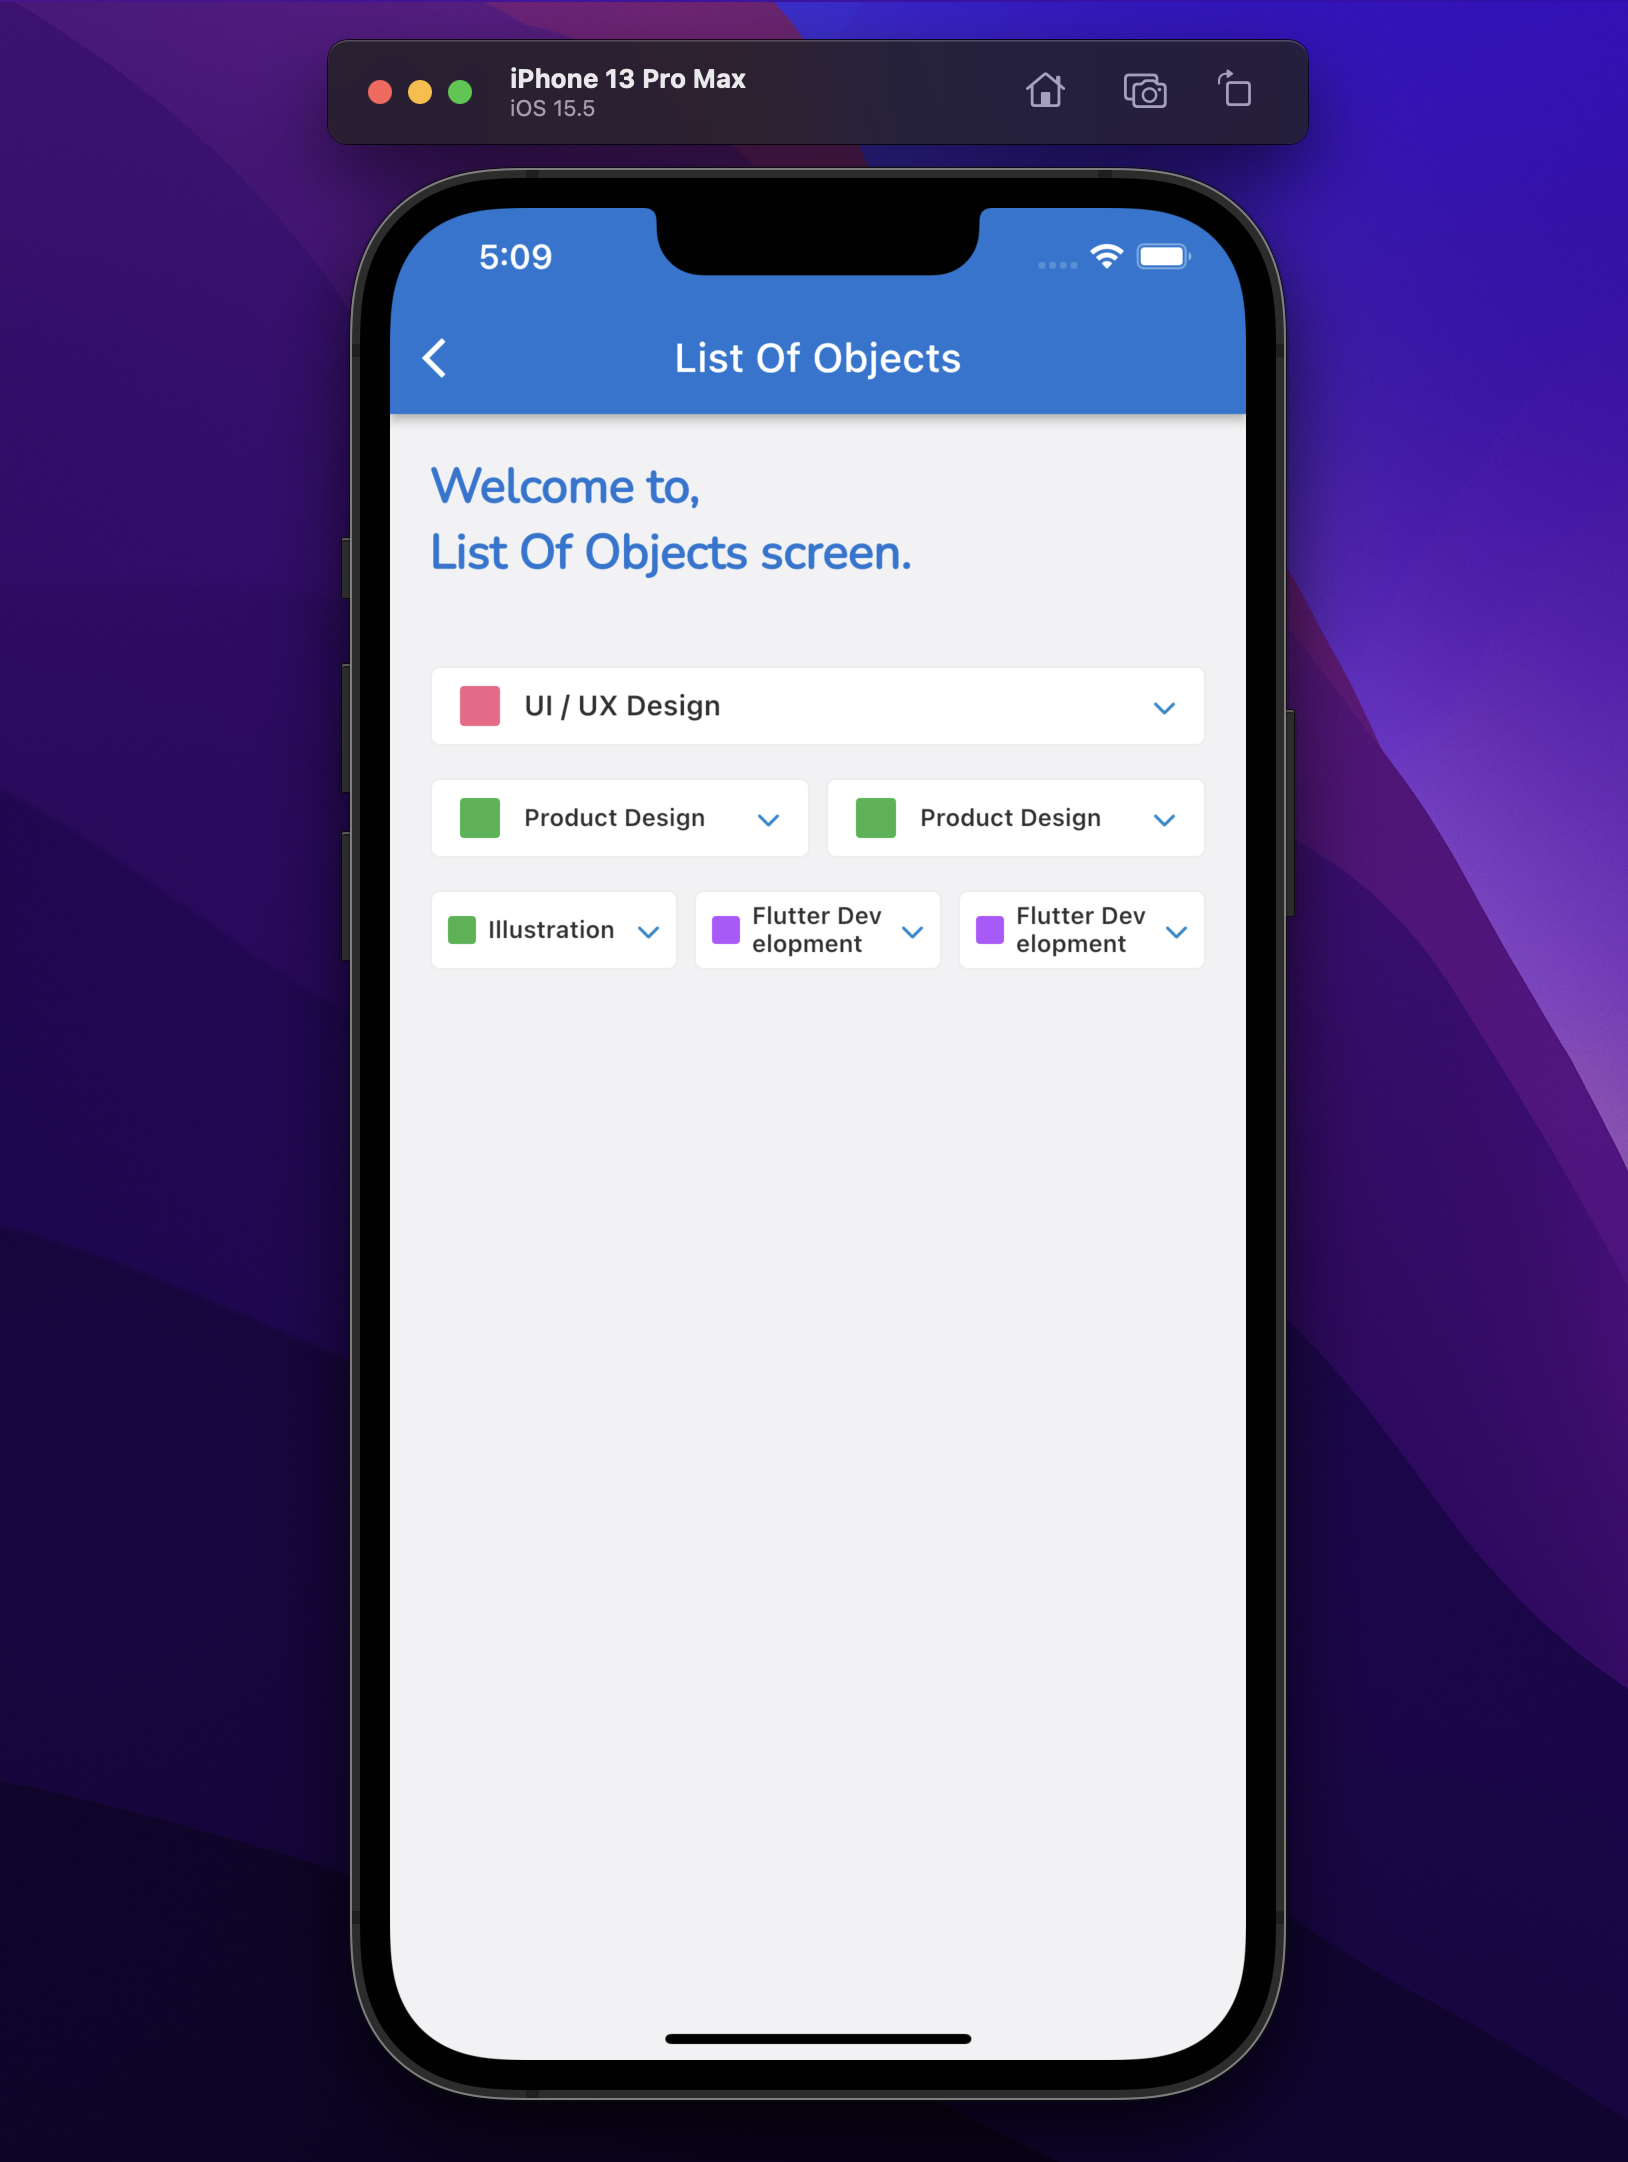 iPhone 13 Pro Max
iOS 15.5
5:09
List Of Objects
Welcome to,
List Of Objects screen.
UI / UX Design
Product Design
Product Design
Illustration
Flutter Dev
elopment
Flutter Dev
elopment